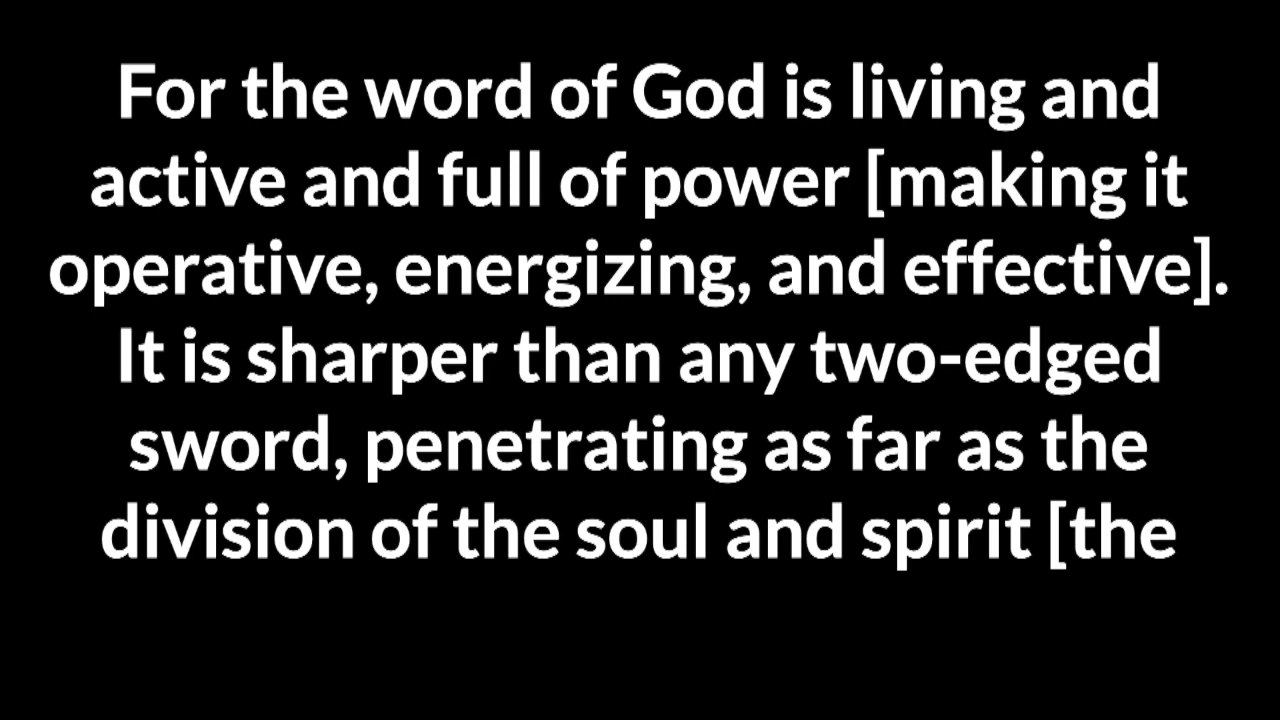 For the word of God is living and
active and full of power [making it
operative, energizing, and effective].
It is sharper than any two-edged
sword, penetrating as far as the
division of the soul and spirit [the